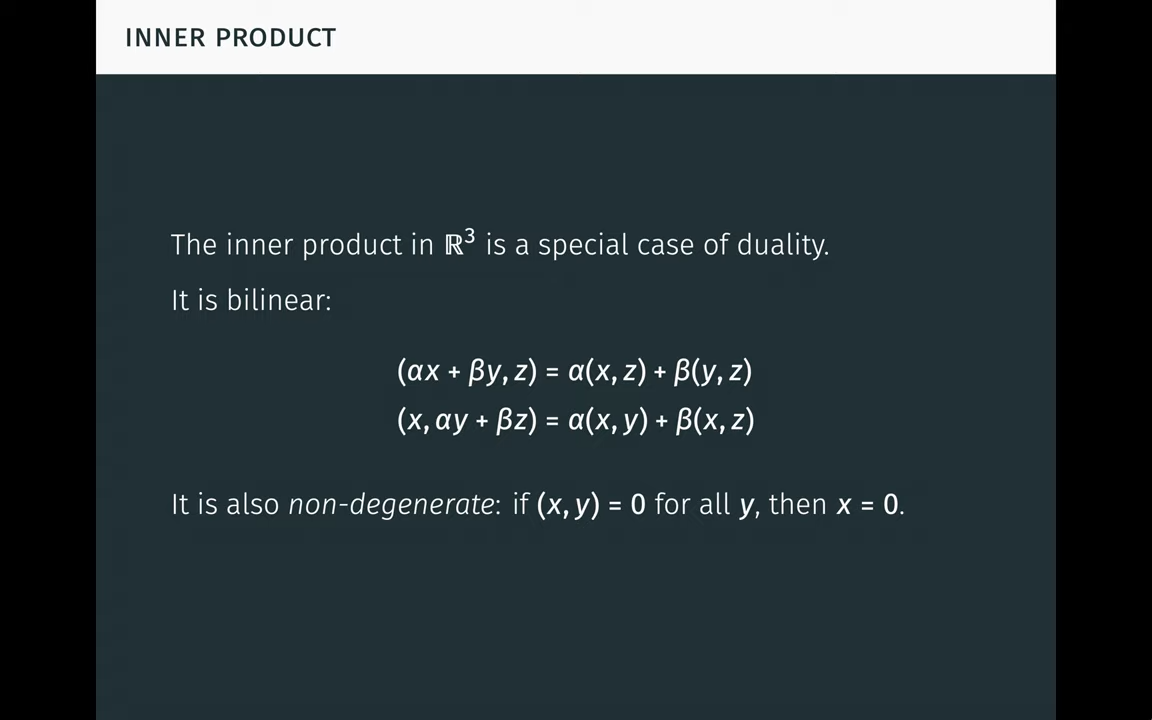 INNER PRODUCT
The inner product in ℝ³ is a special case of duality.
It is bilinear:
(αx + βy, z) = α(x, z) + β(y, z)
(x, αy + βz) = α(x, y) + β(x, z)
It is also non-degenerate: if (x, y) = 0 for all y, then x = 0.